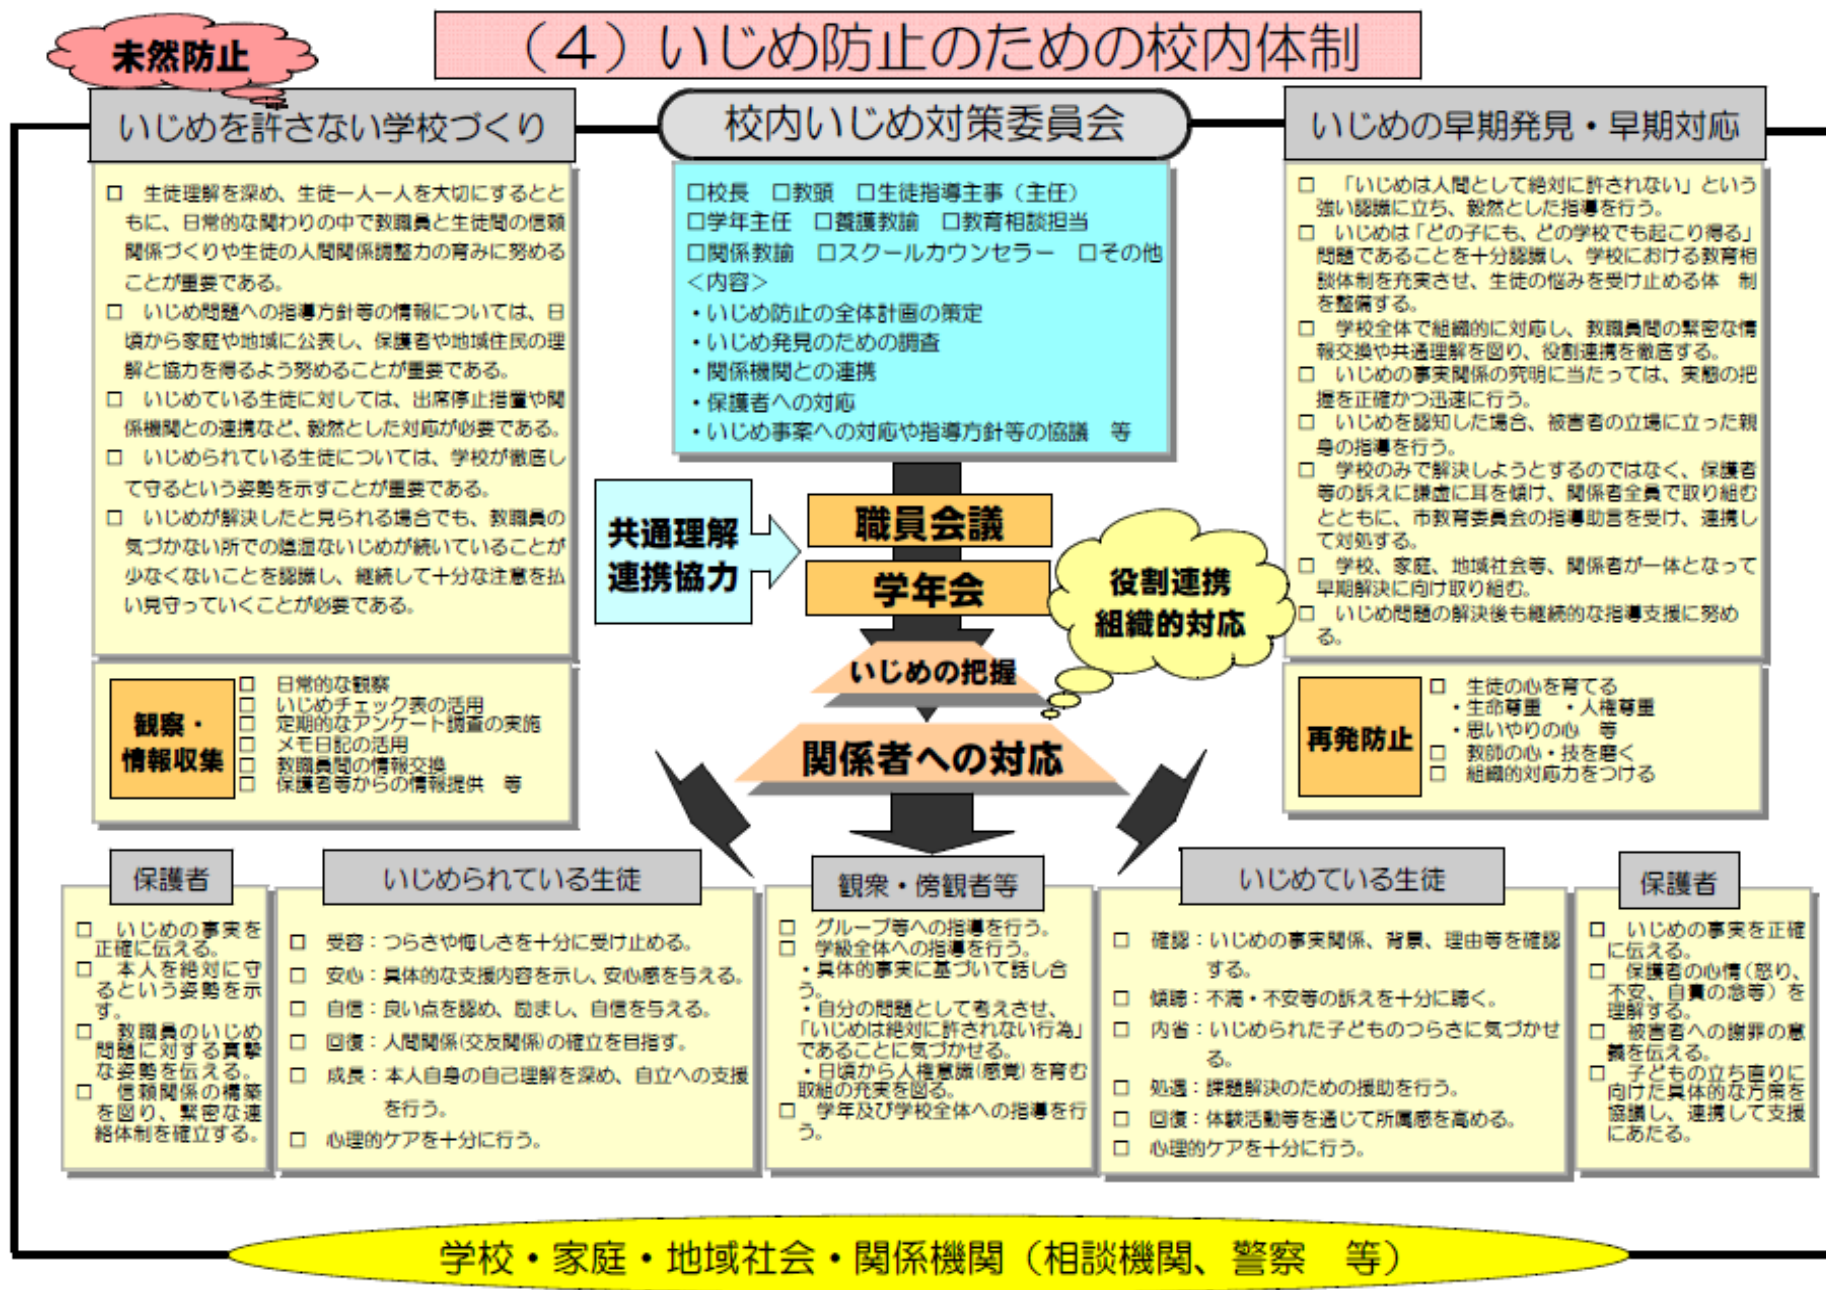 未然防止
（４）いじめ防止のための校内体制
いじめを許さない学校づくり
□　生徒理解を深め、生徒一人一人を大切にするとと
もに、日常的な関わりの中で教職員と生徒間の信頼
関係づくりや生徒の人間関係調整力の育みに努める
ことが重要である。
□　いじめ問題への指導方針等の情報については、日
頃から家庭や地域に公表し、保護者や地域住民の理
解と協力を得るよう努めることが重要である。
□　いじめている生徒に対しては、出席停止措置や関
係機関との連携など、毅然とした対応が必要である。
□　いじめられている生徒については、学校が徹底し
て守るという姿勢を示すことが重要である。
□　いじめが解決したと見られる場合でも、教職員の
気づかない所での陰湿ないじめが続いていることが
少なくないことを認識し、継続して十分な注意を払
い見守っていくことが必要である。
観察・
情報収集
□　日常的な観察
□　いじめチェック表の活用
□　定期的なアンケート調査の実施
□　メモ日記の活用
□　教職員間の情報交換
□　保護者等からの情報提供　等
校内いじめ対策委員会
□校長　□教頭　□生徒指導主事（主任）
□学年主任　□養護教諭　□教育相談担当
□関係教諭　□スクールカウンセラー　□その他
＜内容＞
・いじめ防止の全体計画の策定
・いじめ発見のための調査
・関係機関との連携
・保護者への対応
・いじめ事案への対応や指導方針等の協議　等
共通理解
連携協力
職員会議
学年会
役割連携
組織的対応
いじめの把握
関係者への対応
いじめの早期発見・早期対応
□　「いじめは人間として絶対に許されない」という
強い認識に立ち、毅然とした指導を行う。
□　いじめは「どの子にも、どの学校でも起こり得る」
問題であることを十分認識し、学校における教育相
談体制を充実させ、生徒の悩みを受け止める体　制
を整備する。
□　学校全体で組織的に対応し、教職員間の緊密な情
報交換や共通理解を図り、役割連携を徹底する。
□　いじめの事実関係の究明に当たっては、実態の把
握を正確かつ迅速に行う。
□　いじめを認知した場合、被害者の立場に立った親
身の指導を行う。
□　学校のみで解決しようとするのではなく、保護者
等の訴えに謙虚に耳を傾け、関係者全員で取り組む
とともに、市教育委員会の指導助言を受け、連携し
て対処する。
□　学校、家庭、地域社会等、関係者が一体となって
早期解決に向け取り組む。
□　いじめ問題の解決後も継続的な指導支援に努め
る。
再発防止
□　生徒の心を育てる
・生命尊重　・人権尊重
・思いやりの心　等
□　教師の心・技を磨く
□　組織的対応力をつける
保護者
□　いじめの事実を
正確に伝える。
□　本人を絶対に守
るという姿勢を示
す。
□　教職員のいじめ
問題に対する真摯
な姿勢を伝える。
□　信頼関係の構築
を図り、緊密な連
絡体制を確立する。
いじめられている生徒
□　受容：つらさや悔しさを十分に受け止める。
□　安心：具体的な支援内容を示し、安心感を与える。
□　自信：良い点を認め、励まし、自信を与える。
□　回復：人間関係(交友関係)の確立を目指す。
□　成長：本人自身の自己理解を深め、自立への支援
を行う。
□　心理的ケアを十分に行う。
観衆・傍観者等
□　グループ等への指導を行う。
□　学級全体への指導を行う。
・具体的事実に基づいて話し合
う。
・自分の問題として考えさせ、
「いじめは絶対に許されない行為」
であることに気づかせる。
・日頃から人権意識(感覚)を育む
取組の充実を図る。
□　学年及び学校全体への指導を行
う。
いじめている生徒
□　確認：いじめの事実関係、背景、理由等を確認
する。
□　傾聴：不満・不安等の訴えを十分に聴く。
□　内省：いじめられた子どものつらさに気づかせ
る。
□　処遇：課題解決のための援助を行う。
□　回復：体験活動等を通じて所属感を高める。
□　心理的ケアを十分に行う。
保護者
□　いじめの事実を正確
に伝える。
□　保護者の心情（怒り、
不安、自責の念等）を
理解する。
□　被害者への謝罪の意
義を伝える。
□　子どもの立ち直りに
向けた具体的な方策を
協議し、連携して支援
にあたる。
学校・家庭・地域社会・関係機関（相談機関、警察　等）